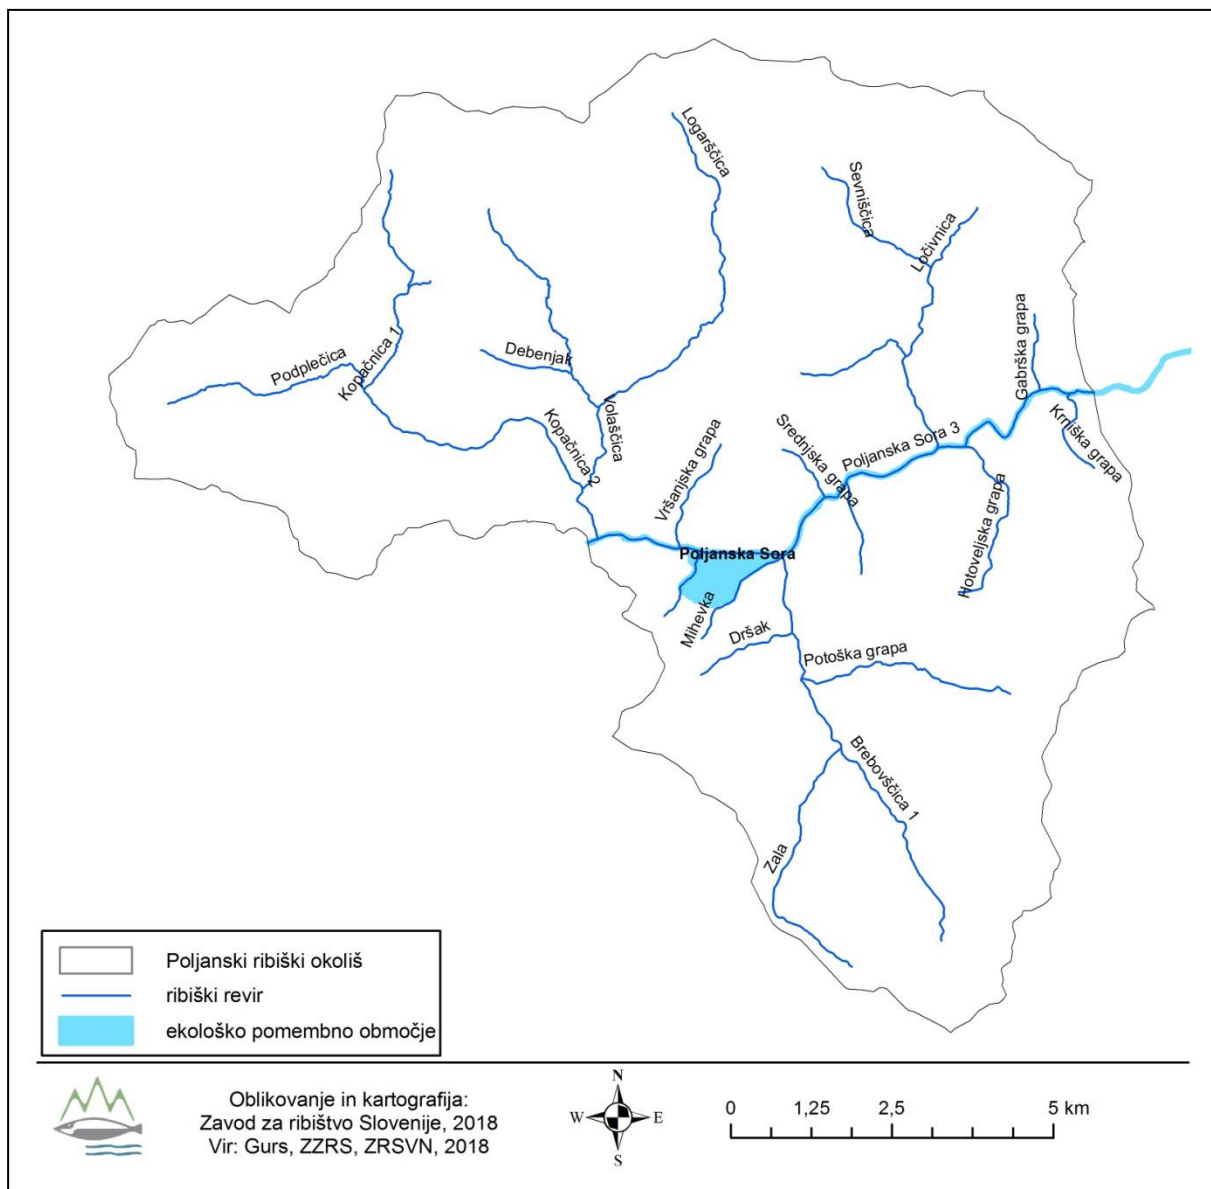 Logarščica
Sevniščica
Ločivnica
Gabrška grapa
Podplečica
Kopačnica 1
Debenjak
Volaščica
Kopačnica 2
Vršanjska grapa
Srednjska grapa
Poljanska Sora 3
Krniška grapa
Hotoveljska grapa
Poljanska Sora
Mihevka
Dršak
Potoška grapa
Brebovščica 1
Zala
Poljanski ribiški okoliš
ribiški revir
ekološko pomembno območje
Oblikovanje in kartografija:
Zavod za ribištvo Slovenije, 2018
Vir: Gurs, ZZRS, ZRSVN, 2018
N
W E
S
0 1,25 2,5 5 km